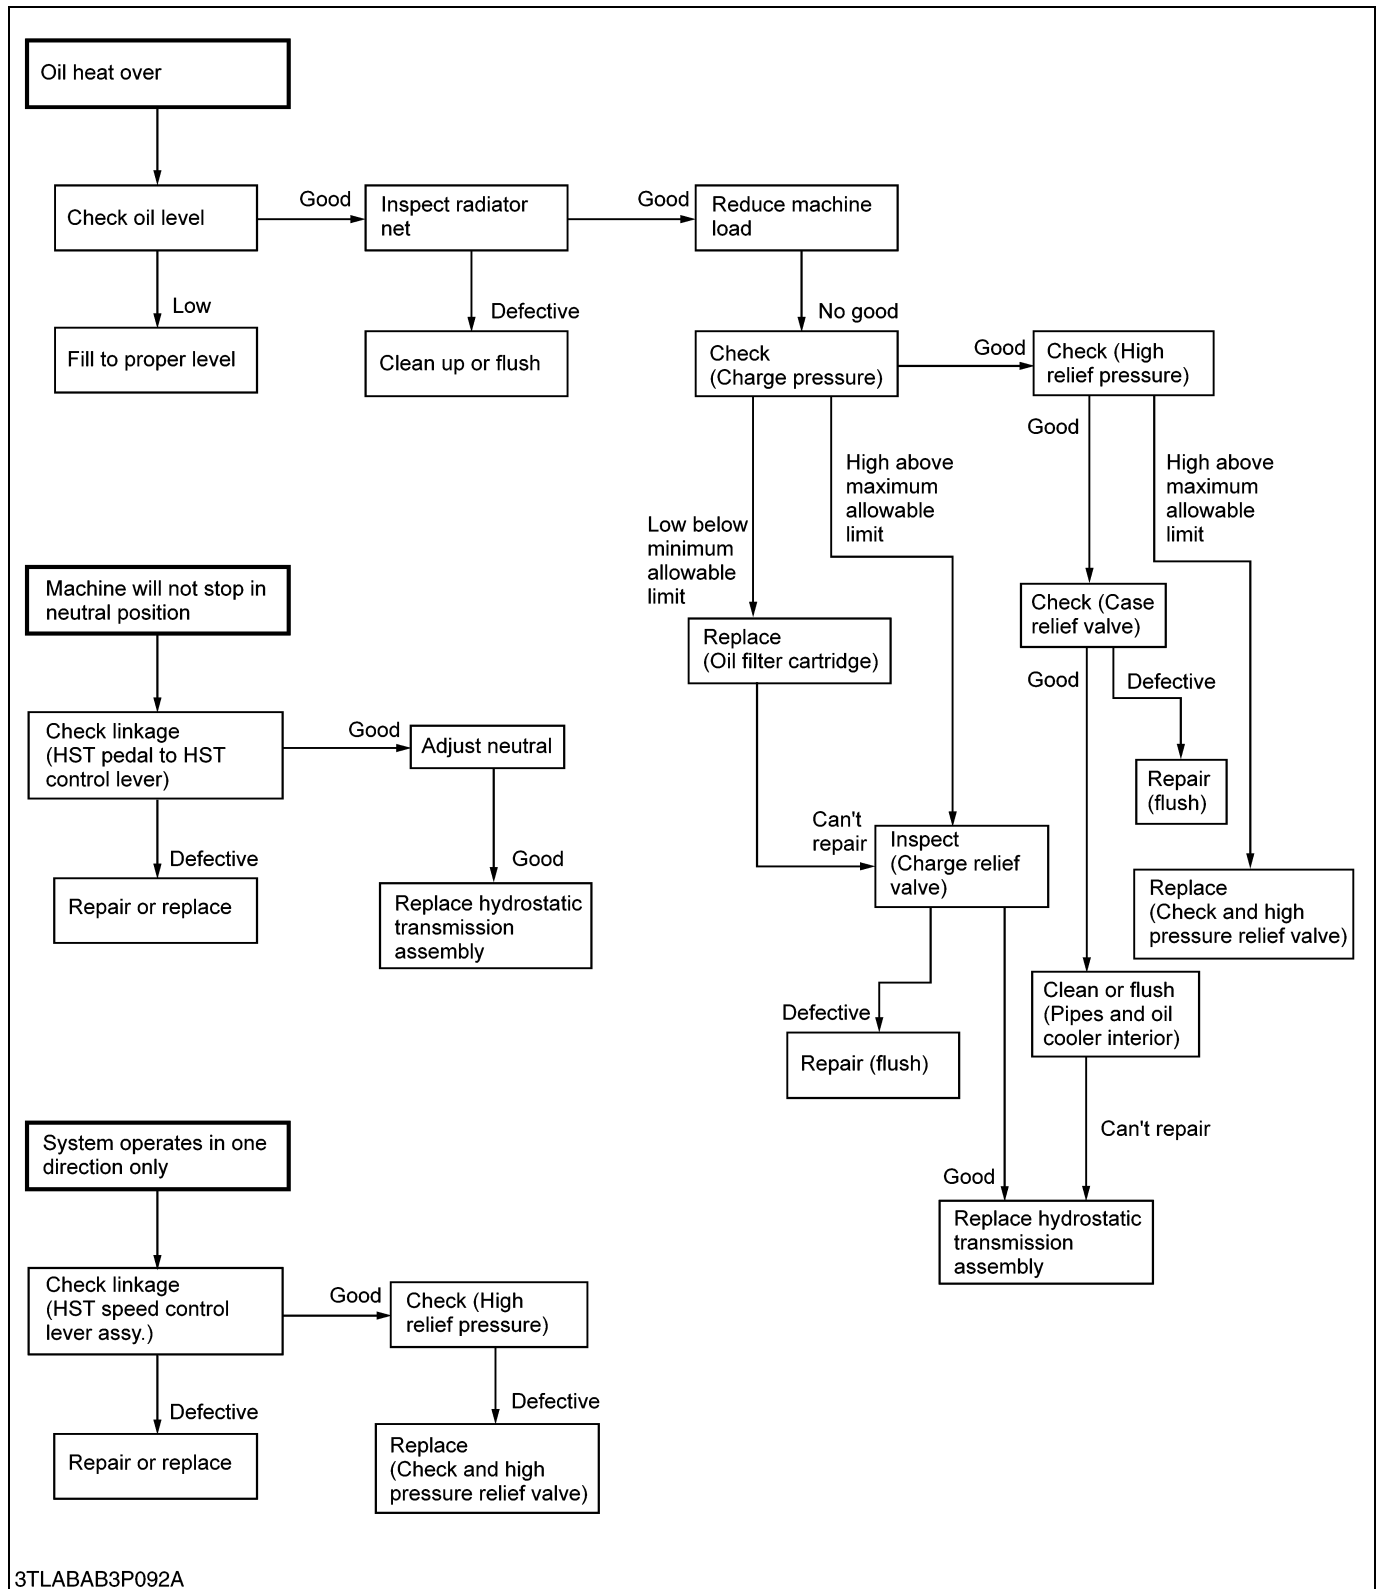 Oil heat over
Check oil level
Good
Inspect radiator
net
Good
Reduce machine
load
Low
Fill to proper level
Defective
Clean up or flush
No good
Check
(Charge pressure)
Good
Check (High
relief pressure)
Low below
minimum
allowable
limit
High above
maximum
allowable
limit
Good
High above
maximum
allowable
limit
Replace
(Oil filter cartridge)
Check (Case
relief valve)
Good
Defective
Repair
(flush)
Can't
repair
Inspect
(Charge relief
valve)
Replace
(Check and high
pressure relief valve)
Clean or flush
(Pipes and oil
cooler interior)
Defective
Repair (flush)
Can't repair
Good
Replace hydrostatic
transmission
assembly
Machine will not stop in
neutral position
Check linkage
(HST pedal to HST
control lever)
Good
Adjust neutral
Defective
Repair or replace
Good
Replace hydrostatic
transmission
assembly
System operates in one
direction only
Check linkage
(HST speed control
lever assy.)
Good
Check (High
relief pressure)
Defective
Repair or replace
Defective
Replace
(Check and high
pressure relief valve)
3TLABAB3P092A